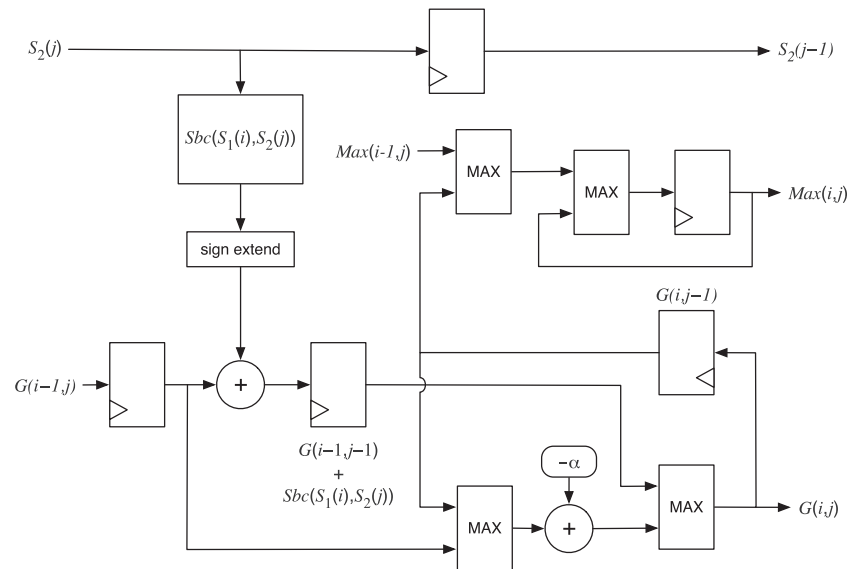 S₂(j)
S₂(j−1)
Sbc(S₁(i),S₂(j))
Max(i-1,j)
MAX
MAX
Max(i,j)
sign extend
G(i,j−1)
G(i−1,j)
+
G(i−1,j−1)
+
Sbc(S₁(i),S₂(j))
−α
MAX
+
MAX
G(i,j)